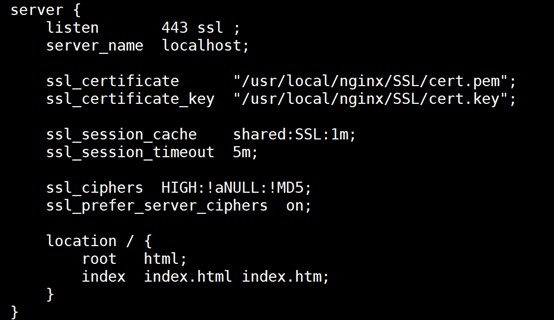 server {
    listen       443 ssl ;
    server_name  localhost;

    ssl_certificate      "/usr/local/nginx/SSL/cert.pem";
    ssl_certificate_key  "/usr/local/nginx/SSL/cert.key";

    ssl_session_cache    shared:SSL:1m;
    ssl_session_timeout  5m;

    ssl_ciphers  HIGH:!aNULL:!MD5;
    ssl_prefer_server_ciphers  on;

    location / {
        root   html;
        index  index.html index.htm;
    }
}